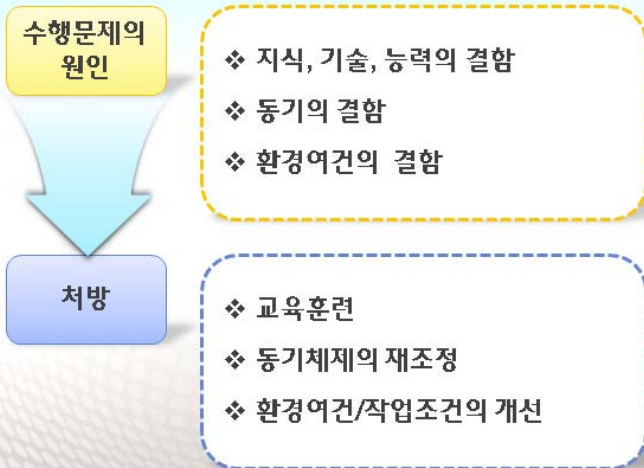 수행문제의
원인
❖ 지식, 기술, 능력의 결함
❖ 동기의 결함
❖ 환경여건의 결함
처방
❖ 교육훈련
❖ 동기체제의 재조정
❖ 환경여건/작업조건의 개선